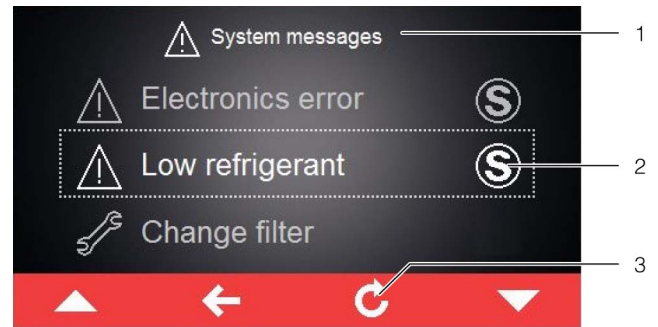 System messages
1
Electronics error
S
Low refrigerant
S
2
Change filter
3